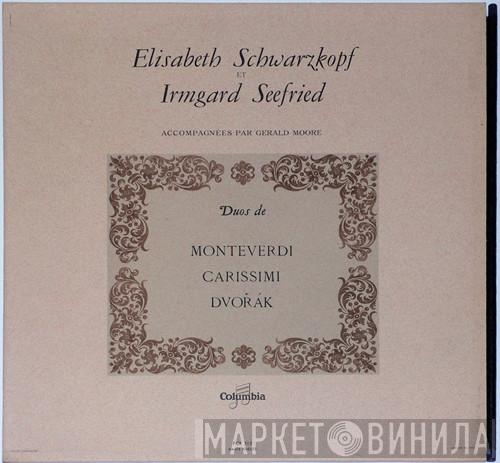 Elisabeth Schwarzkopf
ET
Irmgard Seefried
ACCOMPAGNÉES PAR GERALD MOORE
Duos de
MONTEVERDI
CARISSIMI
DVOŘÁK
Columbia
МАРКЕТ ВИНИЛА